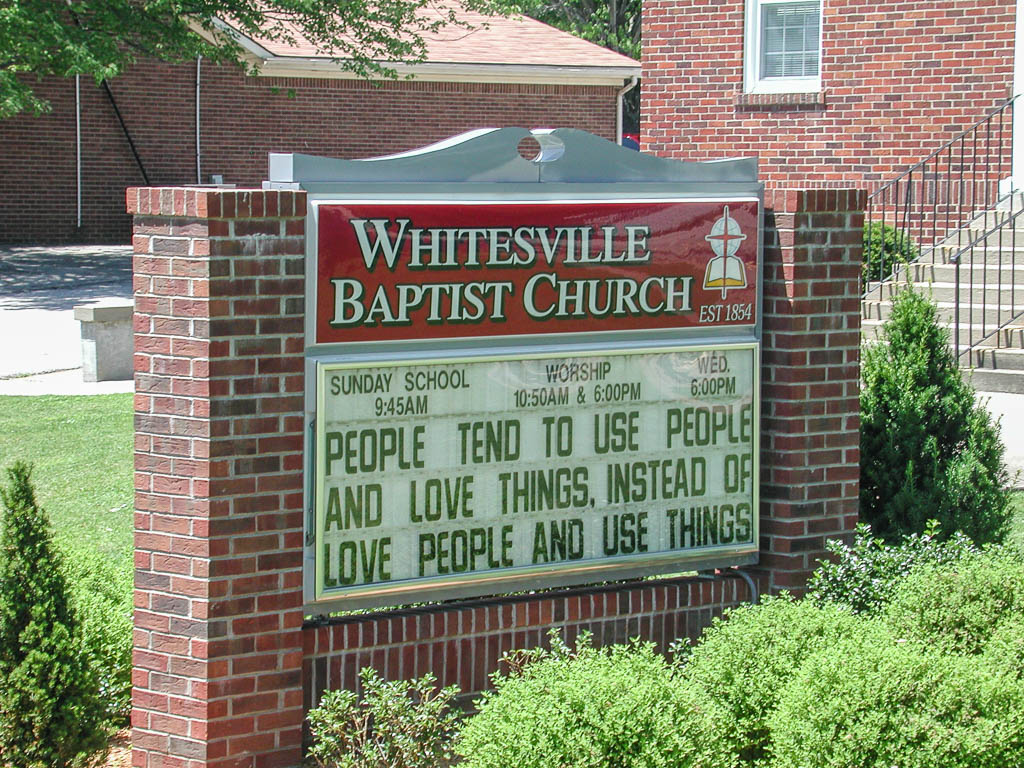 WHITESVILLE
BAPTIST CHURCH
EST 1854
SUNDAY SCHOOL WORSHIP WED.
9:45AM 10:50AM & 6:00PM 6:00PM
PEOPLE TEND TO USE PEOPLE
AND LOVE THINGS, INSTEAD OF
LOVE PEOPLE AND USE THINGS